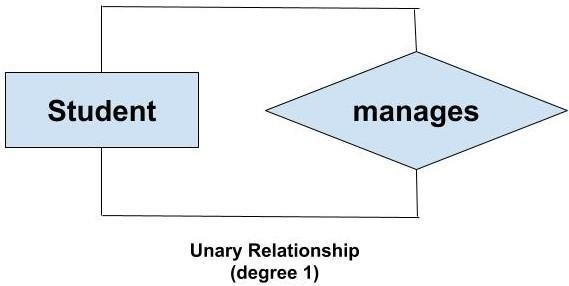 Student
manages
Unary Relationship
(degree 1)